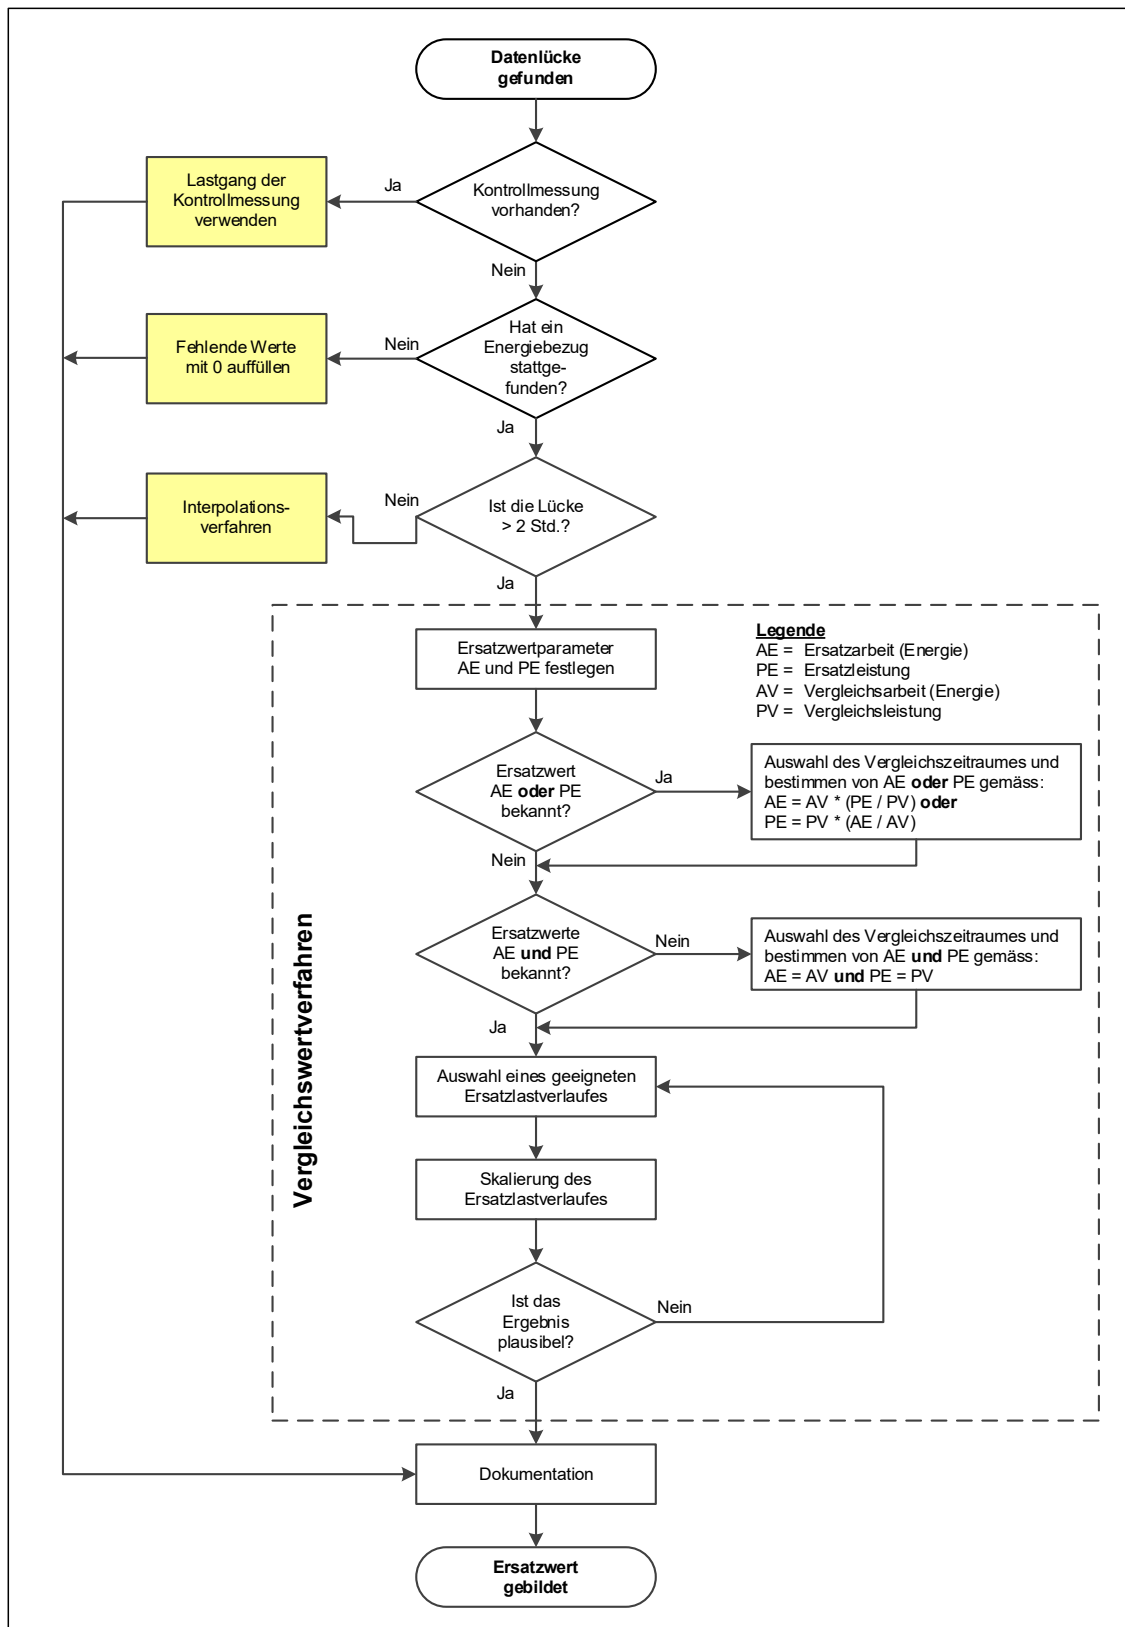 Datenlücke
gefunden
Kontrollmessung
vorhanden?
Ja
Lastgang der
Kontrollmessung
verwenden
Nein
Hat ein
Energiebezug
stattge-
funden?
Nein
Fehlende Werte
mit 0 auffüllen
Ja
Ist die Lücke
> 2 Std.?
Nein
Interpolations-
verfahren
Ja
Vergleichswertverfahren
Ersatzwertparameter
AE und PE festlegen
Legende
AE = Ersatzarbeit (Energie)
PE = Ersatzleistung
AV = Vergleichsarbeit (Energie)
PV = Vergleichsleistung
Ersatzwert
AE oder PE
bekannt?
Ja
Auswahl des Vergleichszeitraumes und
bestimmen von AE oder PE gemäss:
AE = AV * (PE / PV) oder
PE = PV * (AE / AV)
Nein
Ersatzwerte
AE und PE
bekannt?
Nein
Auswahl des Vergleichszeitraumes und
bestimmen von AE und PE gemäss:
AE = AV und PE = PV
Ja
Auswahl eines geeigneten
Ersatzlastverlaufes
Skalierung des
Ersatzlastverlaufes
Ist das
Ergebnis
plausibel?
Nein
Ja
Dokumentation
Ersatzwert
gebildet